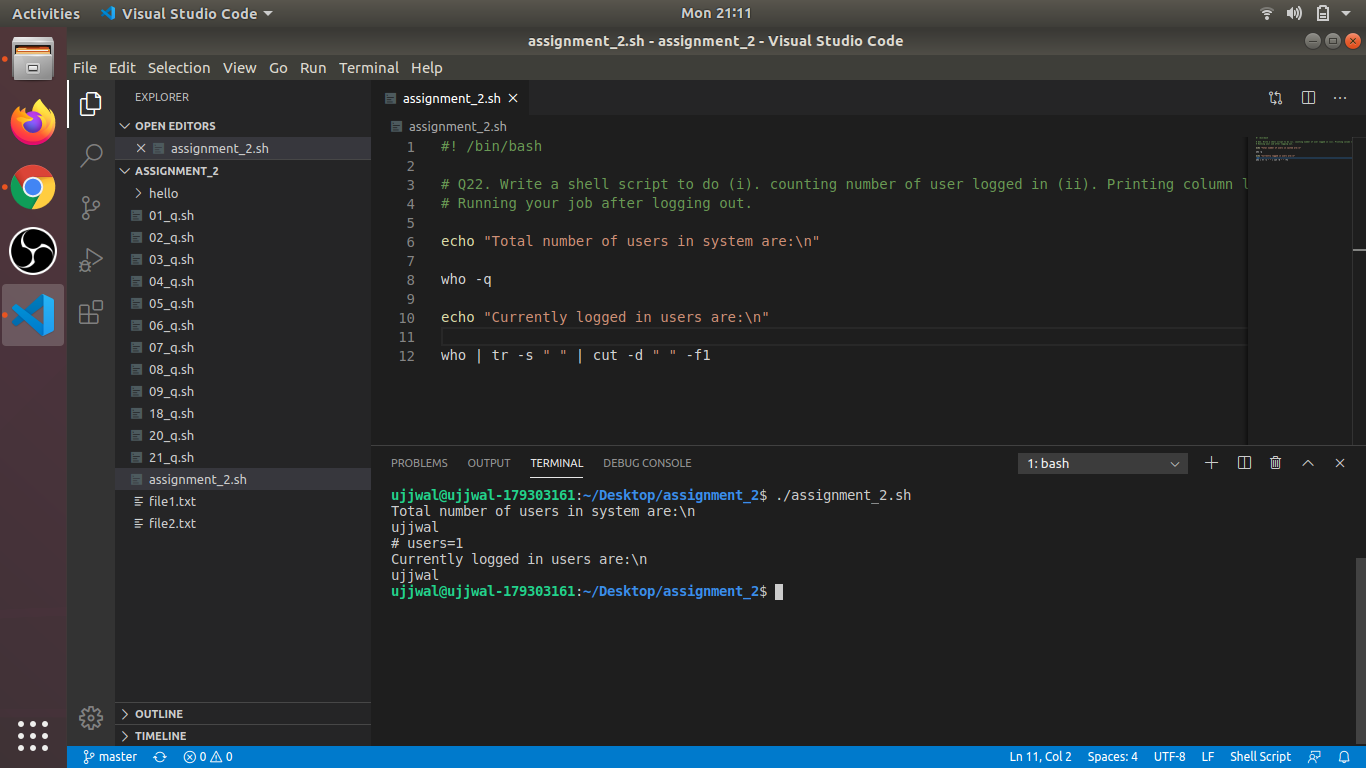 Activities Visual Studio Code Mon 21:11
assignment_2.sh - assignment_2 - Visual Studio Code
File Edit Selection View Go Run Terminal Help
EXPLORER
OPEN EDITORS
assignment_2.sh
ASSIGNMENT_2
hello
01_q.sh
02_q.sh
03_q.sh
04_q.sh
05_q.sh
06_q.sh
07_q.sh
08_q.sh
09_q.sh
18_q.sh
20_q.sh
21_q.sh
assignment_2.sh
file1.txt
file2.txt
OUTLINE
TIMELINE
assignment_2.sh
assignment_2.sh
1 #! /bin/bash
2
3 # Q22. Write a shell script to do (i). counting number of user logged in (ii). Printing column l
4 # Running your job after logging out.
5
6 echo "Total number of users in system are:\n"
7
8 who -q
9
10 echo "Currently logged in users are:\n"
11
12 who | tr -s " " | cut -d " " -f1
PROBLEMS OUTPUT TERMINAL DEBUG CONSOLE 1: bash
ujjwal@ujjwal-179303161:~/Desktop/assignment_2$ ./assignment_2.sh
Total number of users in system are:\n
ujjwal
# users=1
Currently logged in users are:\n
ujjwal
ujjwal@ujjwal-179303161:~/Desktop/assignment_2$
master 0 0 Ln 11, Col 2 Spaces: 4 UTF-8 LF Shell Script